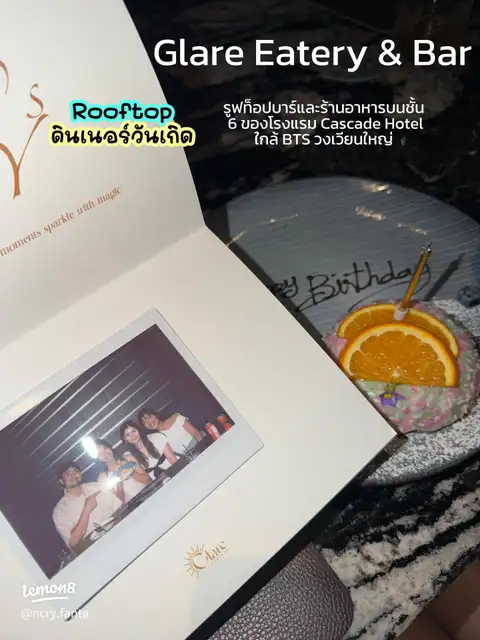 Glare Eatery & Bar
Rooftop
ดินเนอร์วันเกิด
รูฟท็อปบาร์และร้านอาหารบนชั้น
6 ของโรงแรม Cascade Hotel
ใกล้ BTS วงเวียนใหญ่
moments sparkle with magic
Birthday
Glare
lemon8
@ncry.fanta